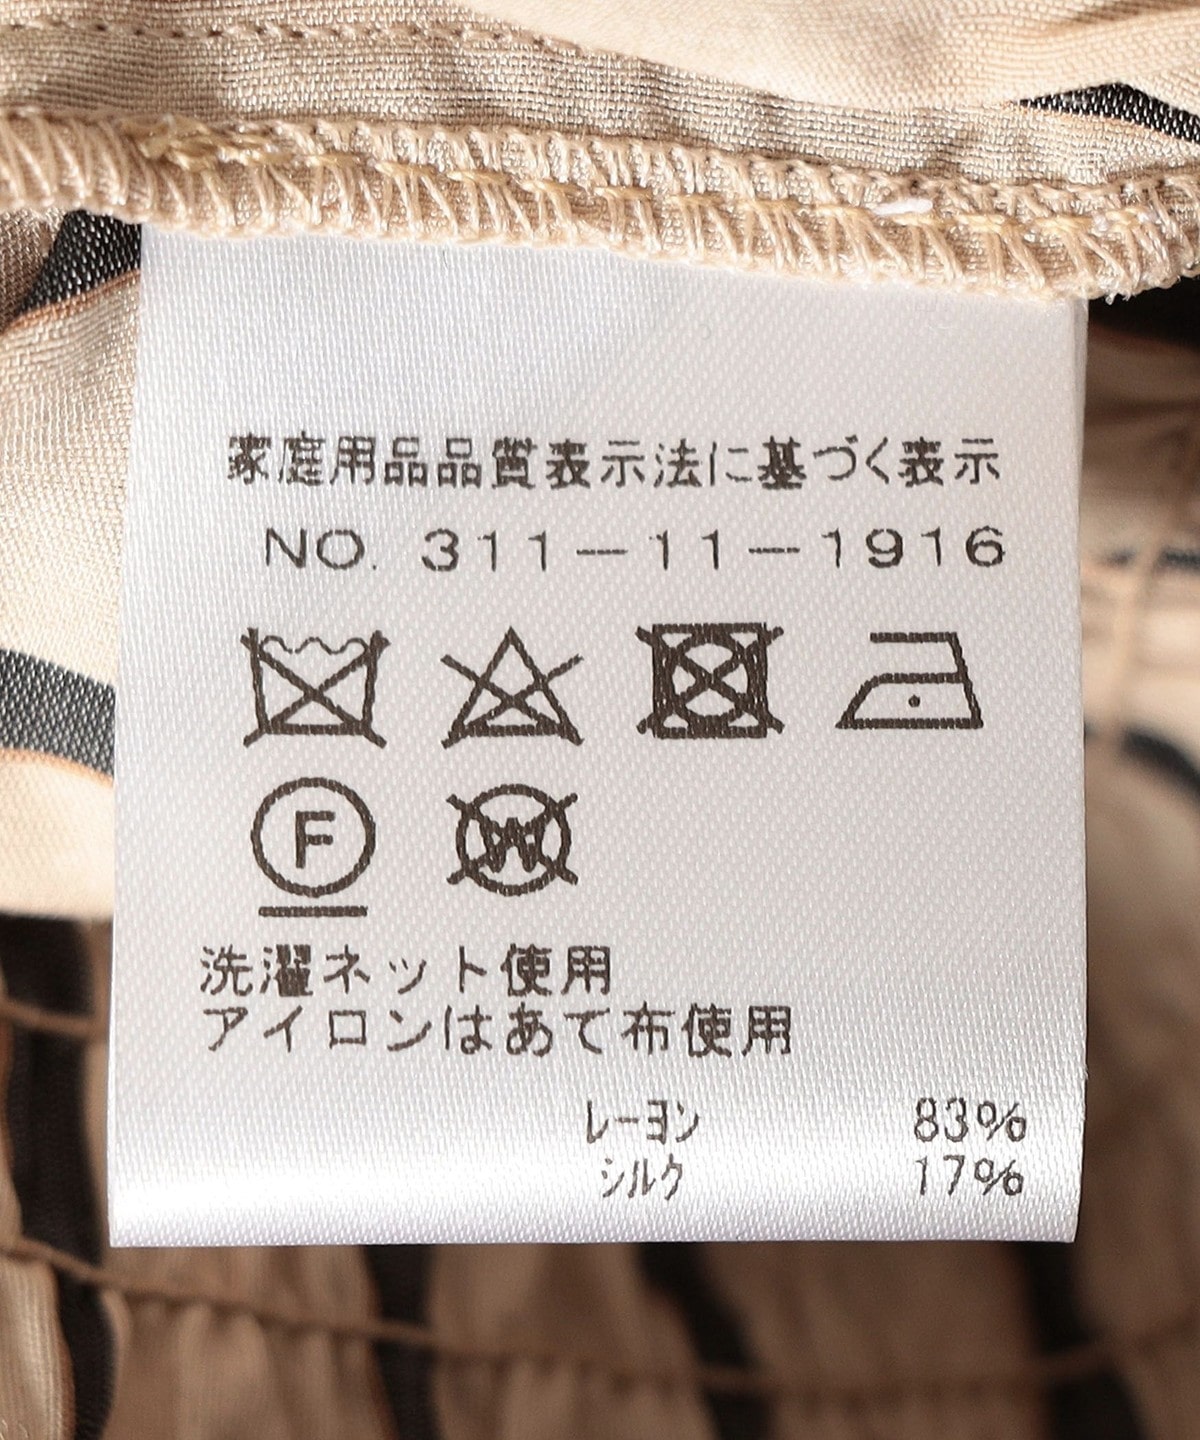 家庭用品品質表示法に基づく表示
NO. 311-11-1916
F W
洗濯ネット使用
アイロンはあて布使用
レーヨン 83%
シルク 17%